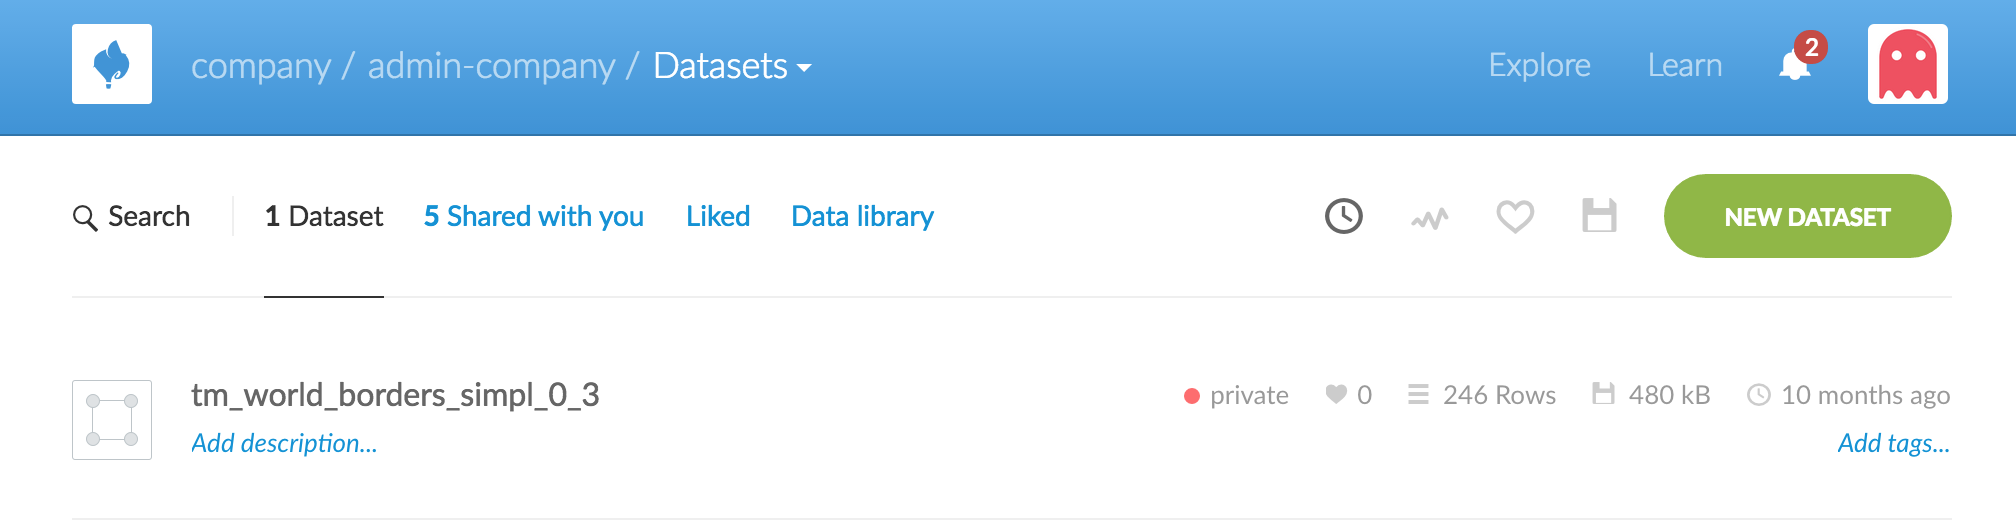 company / admin-company / Datasets
Explore
Learn
2
Search
1 Dataset
5 Shared with you
Liked
Data library
NEW DATASET
tm_world_borders_simpl_0_3
private
0
246 Rows
480 kB
10 months ago
Add description...
Add tags...